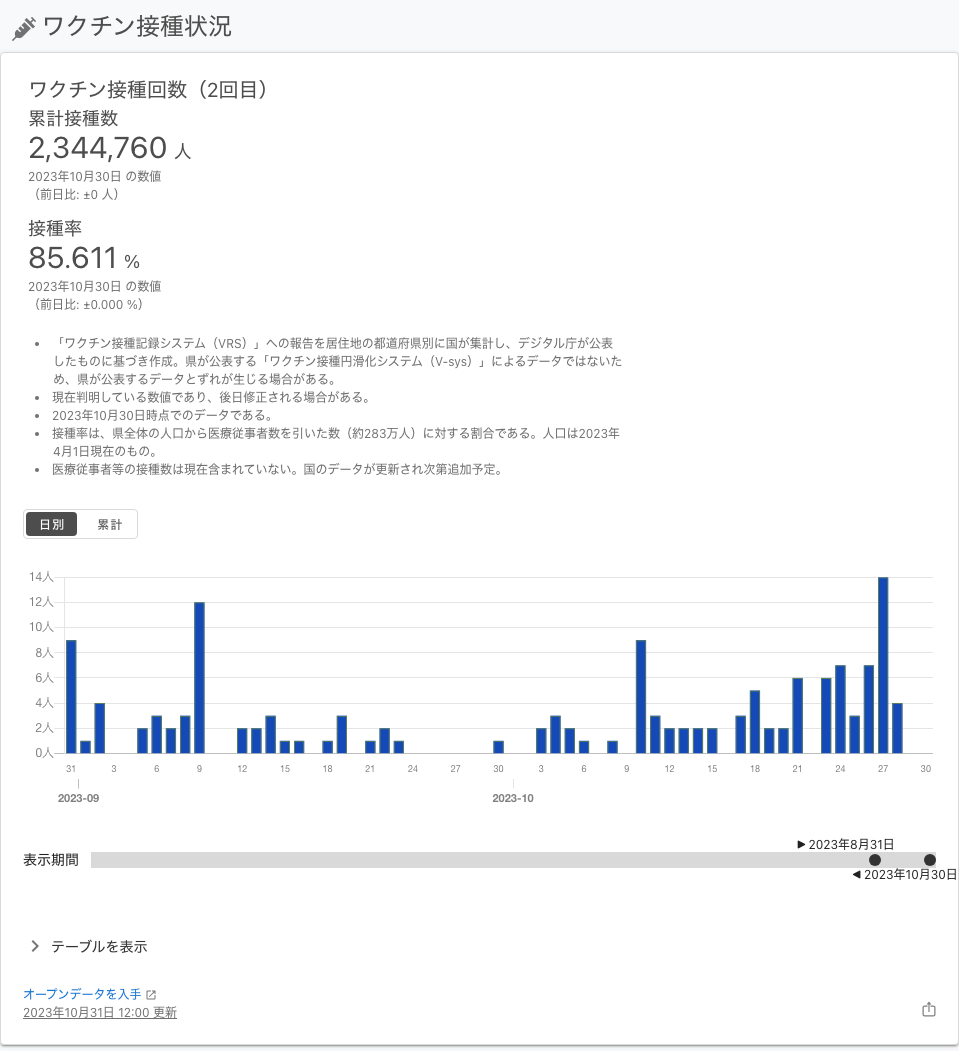 ワクチン接種状況
ワクチン接種回数（2回目）
累計接種数
2,344,760 人
2023年10月30日 の数値
（前日比: ±0 人）
接種率
85.611 %
2023年10月30日 の数値
（前日比: ±0.000 %）
• 「ワクチン接種記録システム（VRS）」への報告を居住地の都道府県別に国が集計し、デジタル庁が公表
したものに基づき作成。県が公表する「ワクチン接種円滑化システム（V-sys）」によるデータではないた
め、県が公表するデータとずれが生じる場合がある。
• 現在判明している数値であり、後日修正される場合がある。
• 2023年10月30日時点でのデータである。
• 接種率は、県全体の人口から医療従事者数を引いた数（約283万人）に対する割合である。人口は2023年
4月1日現在のもの。
• 医療従事者等の接種数は現在含まれていない。国のデータが更新され次第追加予定。
日別 累計
14人
12人
10人
8人
6人
4人
2人
0人
31 3 6 9 12 15 18 21 24 27 30 3 6 9 12 15 18 21 24 27 30
2023-09 2023-10
▶ 2023年8月31日
表示期間
◀ 2023年10月30日
テーブルを表示
オープンデータを入手
2023年10月31日 12:00 更新